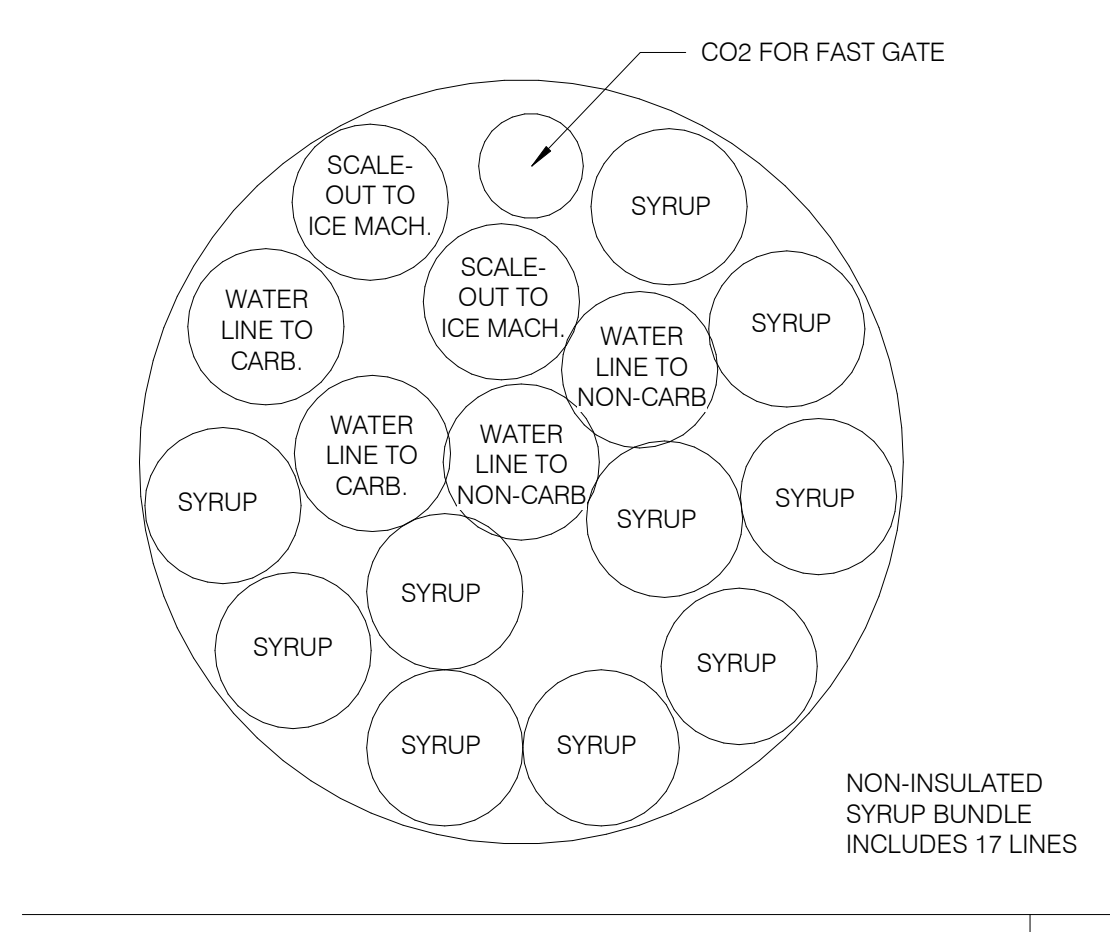 CO2 FOR FAST GATE
SCALE-
OUT TO
ICE MACH.
SYRUP
SCALE-
OUT TO
ICE MACH.
WATER
LINE TO
CARB.
SYRUP
WATER
LINE TO
NON-CARB
WATER
LINE TO
CARB.
WATER
LINE TO
NON-CARB
SYRUP
SYRUP
SYRUP
SYRUP
SYRUP
SYRUP
SYRUP
SYRUP
SYRUP
NON-INSULATED
SYRUP BUNDLE
INCLUDES 17 LINES